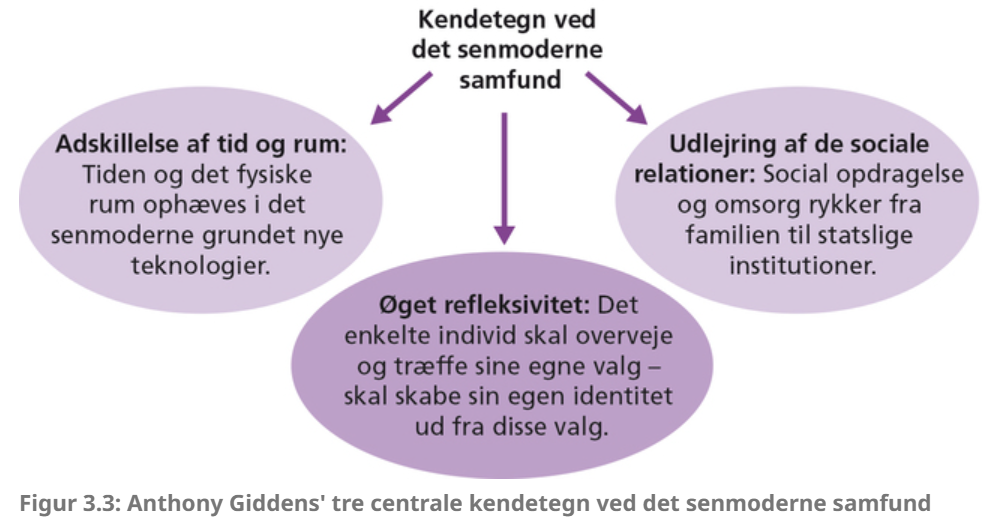 Kendetegn ved
det senmoderne
samfund
Adskillelse af tid og rum:
Tiden og det fysiske
rum ophæves i det
senmoderne grundet nye
teknologier.
Udlejring af de sociale
relationer: Social opdragelse
og omsorg rykker fra
familien til statslige
institutioner.
Øget refleksivitet: Det
enkelte individ skal overveje
og træffe sine egne valg –
skal skabe sin egen identitet
ud fra disse valg.
Figur 3.3: Anthony Giddens' tre centrale kendetegn ved det senmoderne samfund